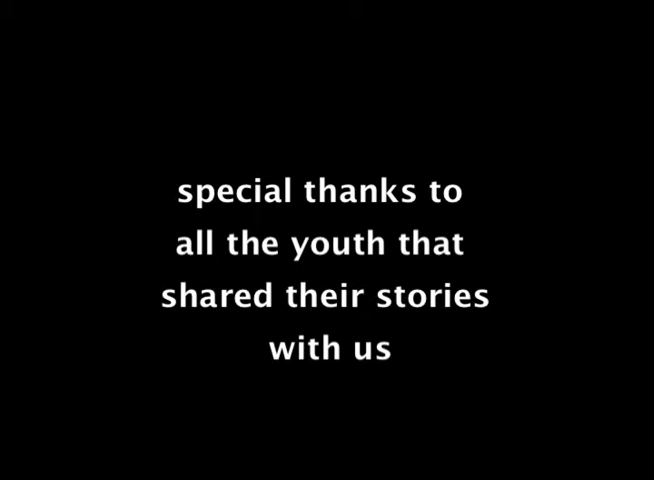 special thanks to
all the youth that
shared their stories
with us